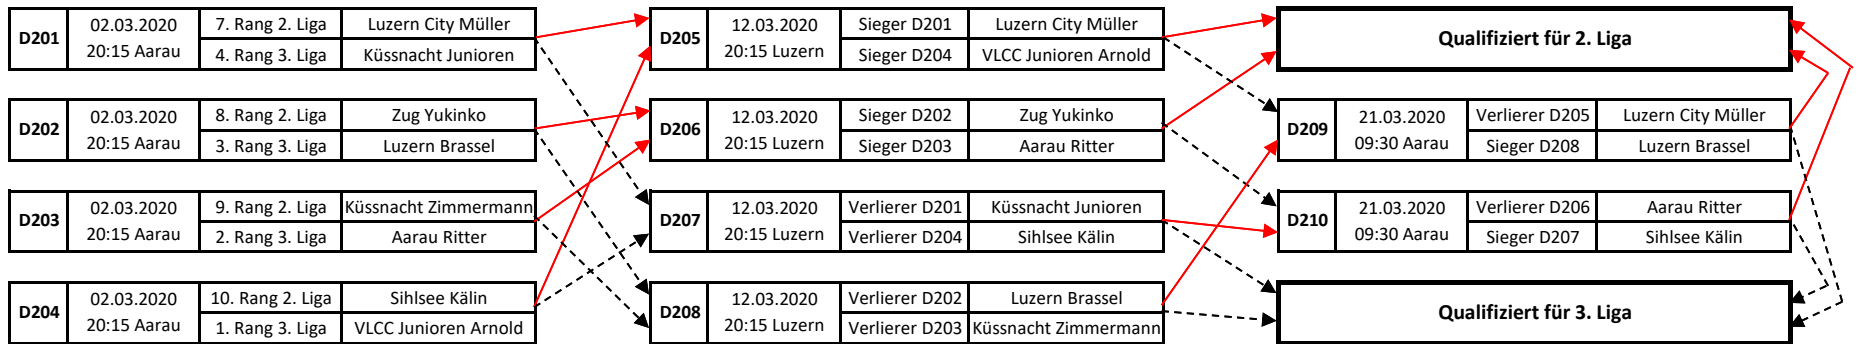 D201
02.03.2020
20:15 Aarau
7. Rang 2. Liga
Luzern City Müller
4. Rang 3. Liga
Küssnacht Junioren
D202
02.03.2020
20:15 Aarau
8. Rang 2. Liga
Zug Yukinko
3. Rang 3. Liga
Luzern Brassel
D203
02.03.2020
20:15 Aarau
9. Rang 2. Liga
Küssnacht Zimmermann
2. Rang 3. Liga
Aarau Ritter
D204
02.03.2020
20:15 Aarau
10. Rang 2. Liga
Sihlsee Kälin
1. Rang 3. Liga
VLCC Junioren Arnold
D205
12.03.2020
20:15 Luzern
Sieger D201
Luzern City Müller
Sieger D204
VLCC Junioren Arnold
D206
12.03.2020
20:15 Luzern
Sieger D202
Zug Yukinko
Sieger D203
Aarau Ritter
D207
12.03.2020
20:15 Luzern
Verlierer D201
Küssnacht Junioren
Verlierer D204
Sihlsee Kälin
D208
12.03.2020
20:15 Luzern
Verlierer D202
Luzern Brassel
Verlierer D203
Küssnacht Zimmermann
Qualifiziert für 2. Liga
D209
21.03.2020
09:30 Aarau
Verlierer D205
Luzern City Müller
Sieger D208
Luzern Brassel
D210
21.03.2020
09:30 Aarau
Verlierer D206
Aarau Ritter
Sieger D207
Sihlsee Kälin
Qualifiziert für 3. Liga